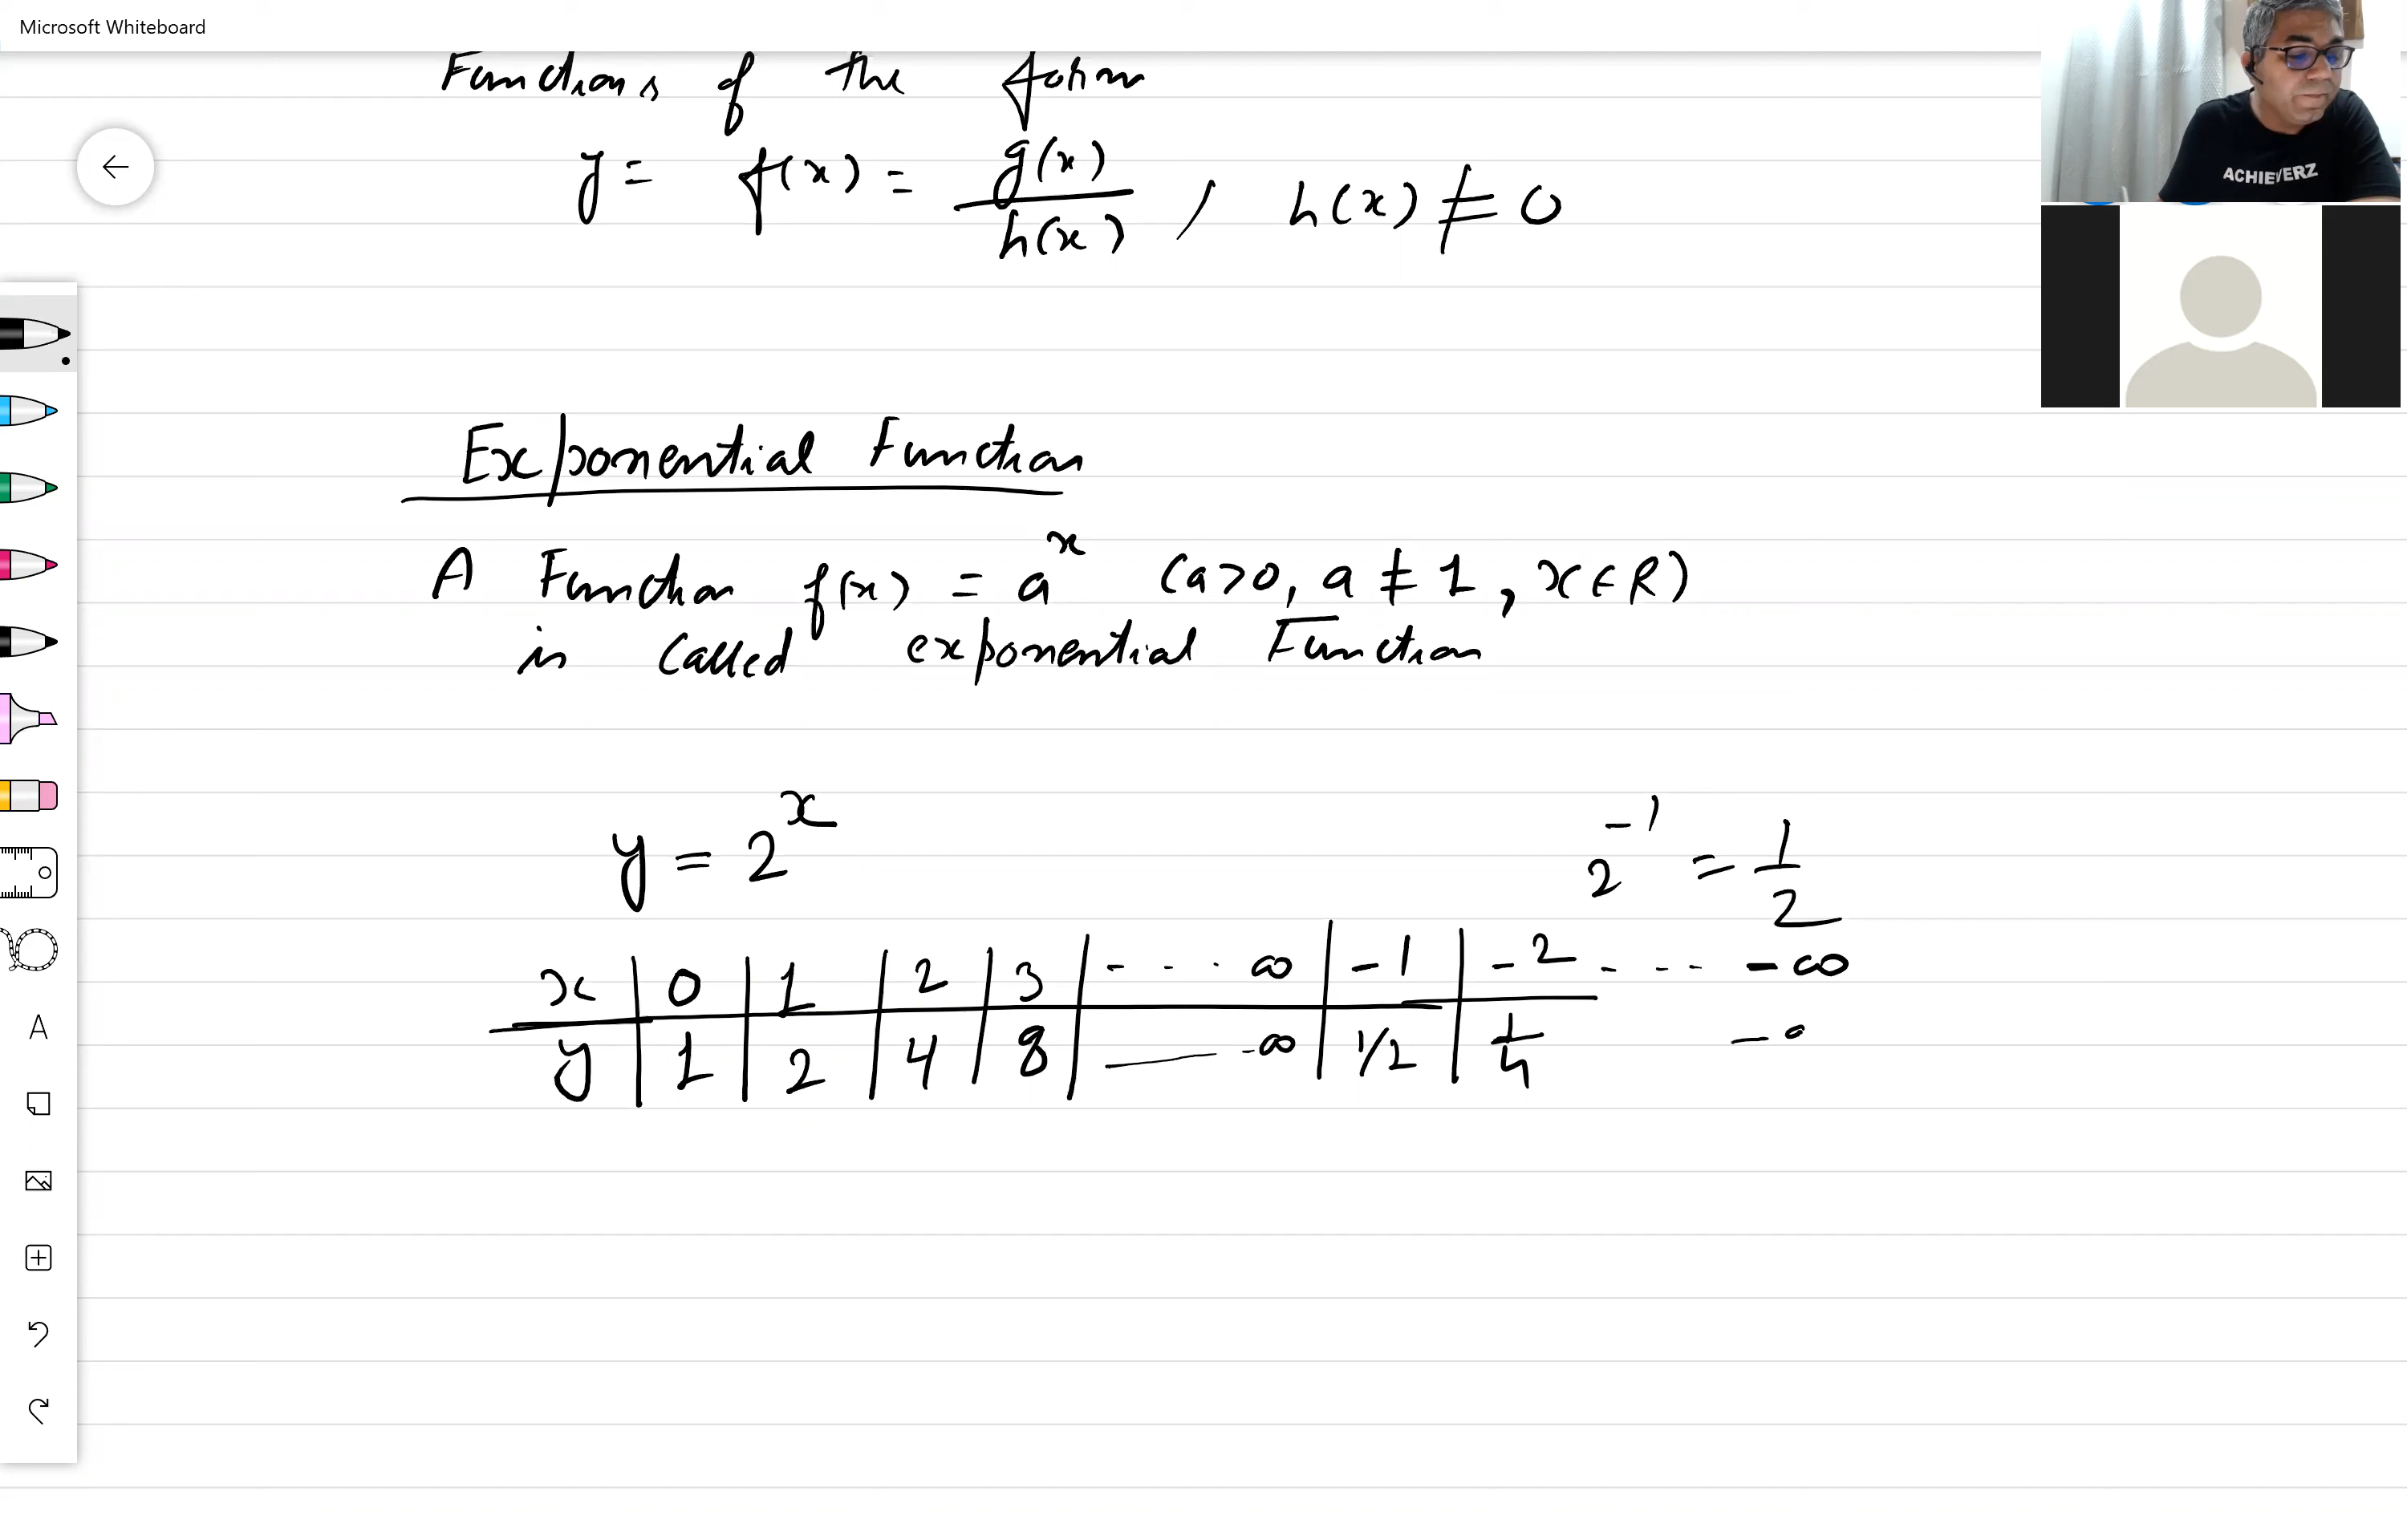 Microsoft Whiteboard
Functions of the form
y = f(x) = g(x)/h(x) , h(x) ≠ 0
ACHIEVERZ
Exponential Function
A Function f(x) = a^x (a>0, a ≠ 1, x∈R)
is called exponential Function
y = 2^x 2^-1 = 1/2
x | 0 | 1 | 2 | 3 | - - - ∞ | -1 | -2 - - - - ∞
y | 1 | 2 | 4 | 8 | —— -∞ | 1/2 | 1/4 - 0
A